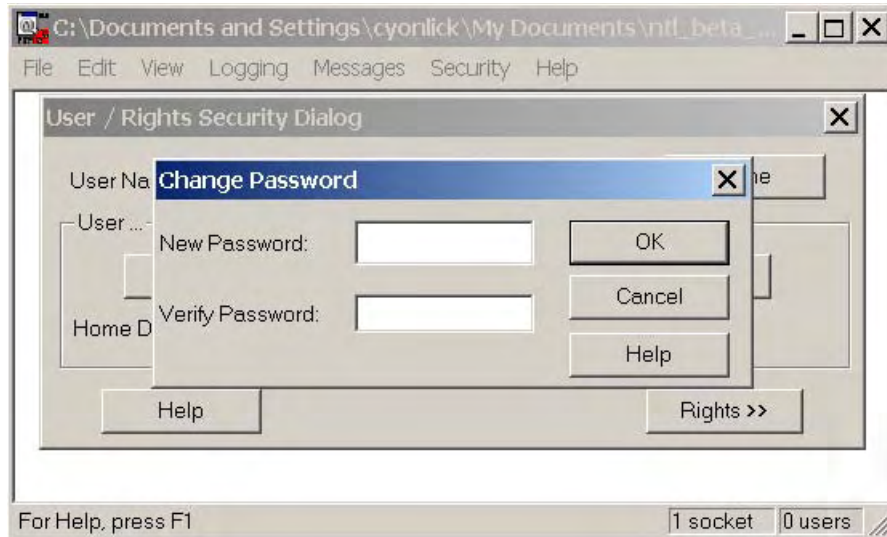 C:\Documents and Settings\cyonlick\My Documents\ntl_beta_...
File Edit View Logging Messages Security Help
User / Rights Security Dialog
User Na
Change Password
User ...
New Password:
OK
Cancel
Verify Password:
Home D
Help
Help
Rights >>
For Help, press F1
1 socket
0 users